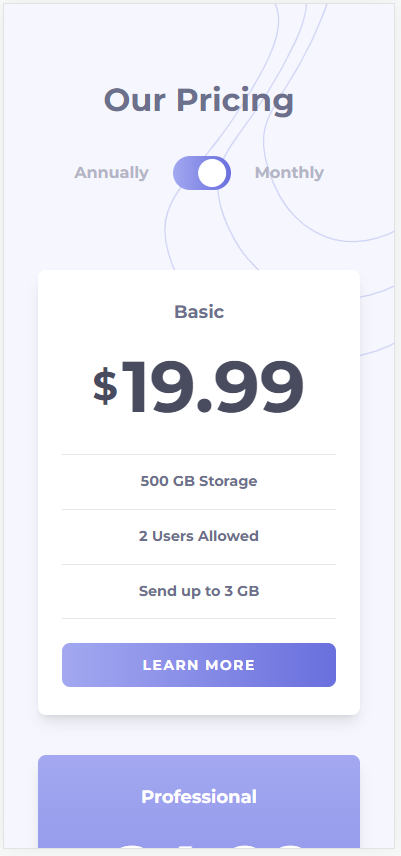 Our Pricing
Annually Monthly
Basic
$19.99
500 GB Storage
2 Users Allowed
Send up to 3 GB
LEARN MORE
Professional